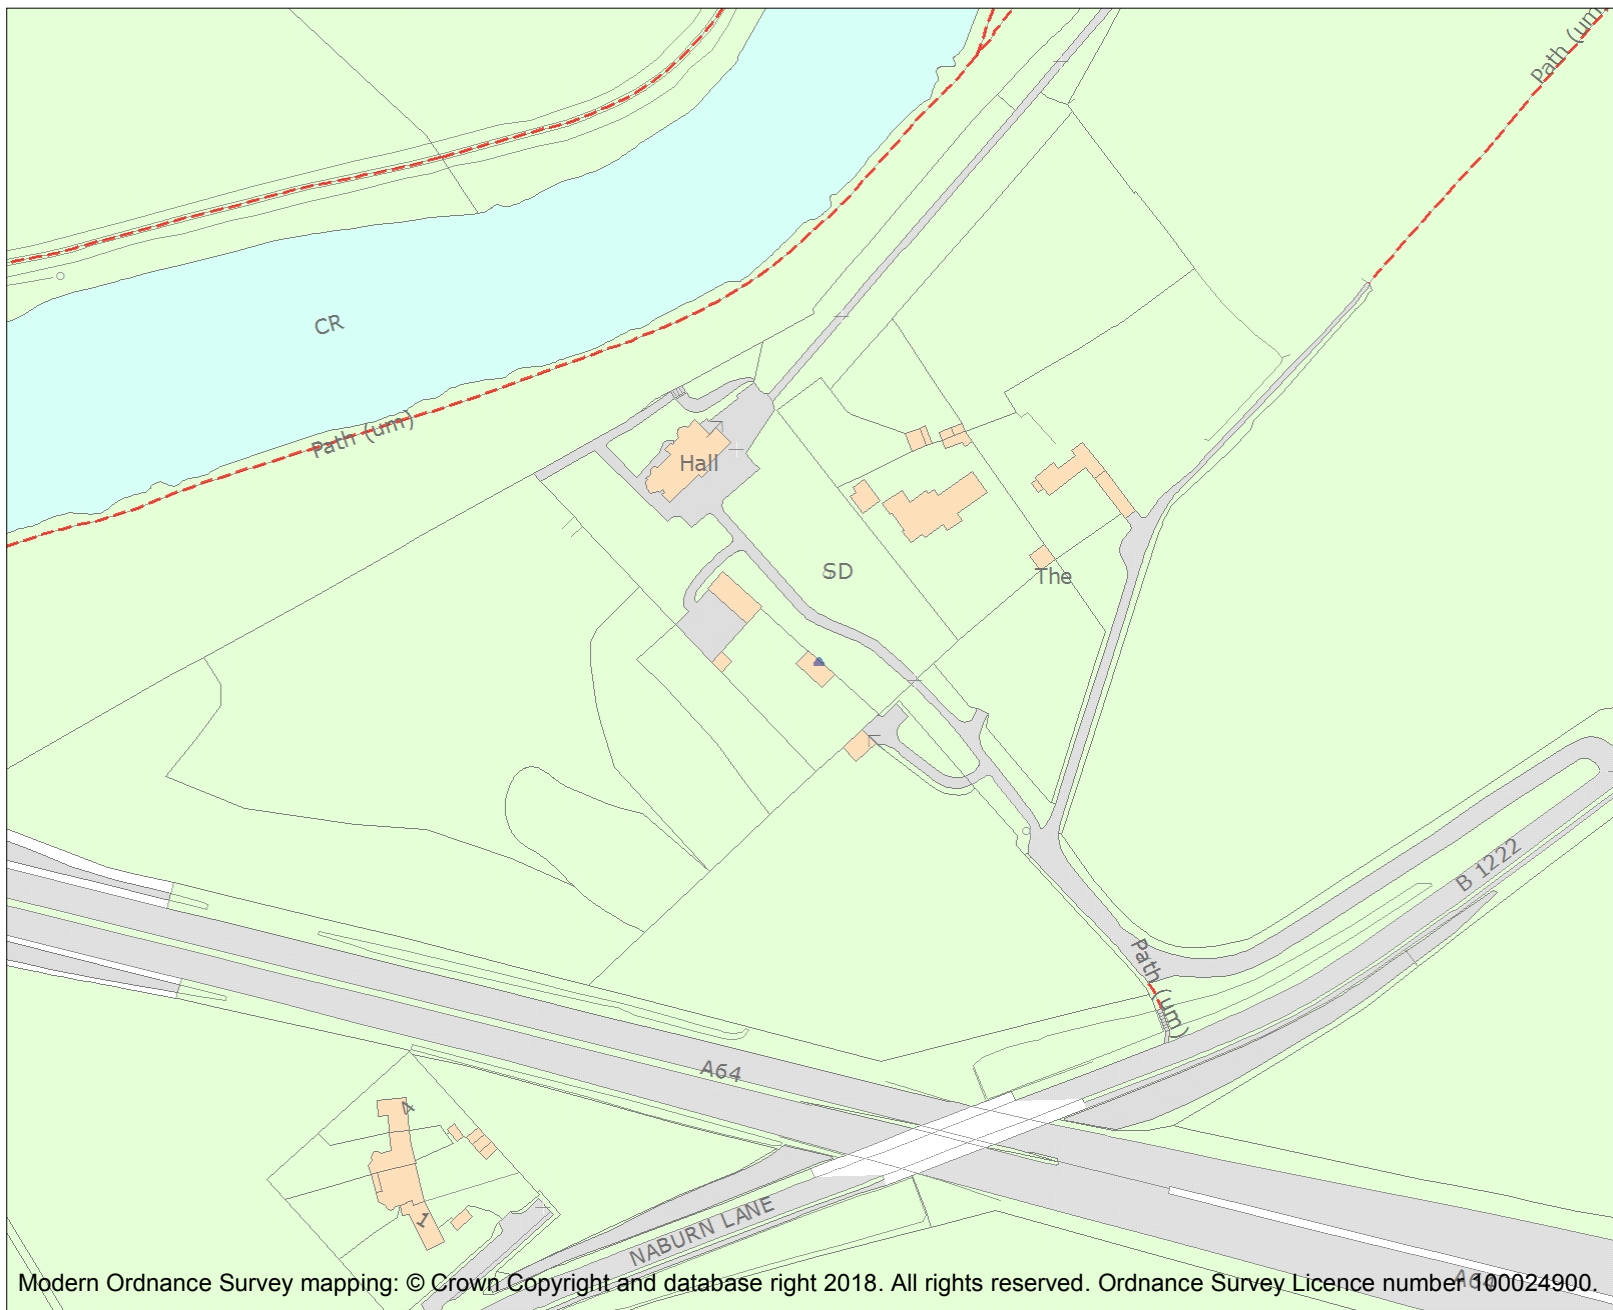 Path (um)
CR
Path (um)
Hall
SD
The
B 1222
Path (um)
A64
4
1
NABURN LANE
A64
Modern Ordnance Survey mapping: © Crown Copyright and database right 2018. All rights reserved. Ordnance Survey Licence number 100024900.